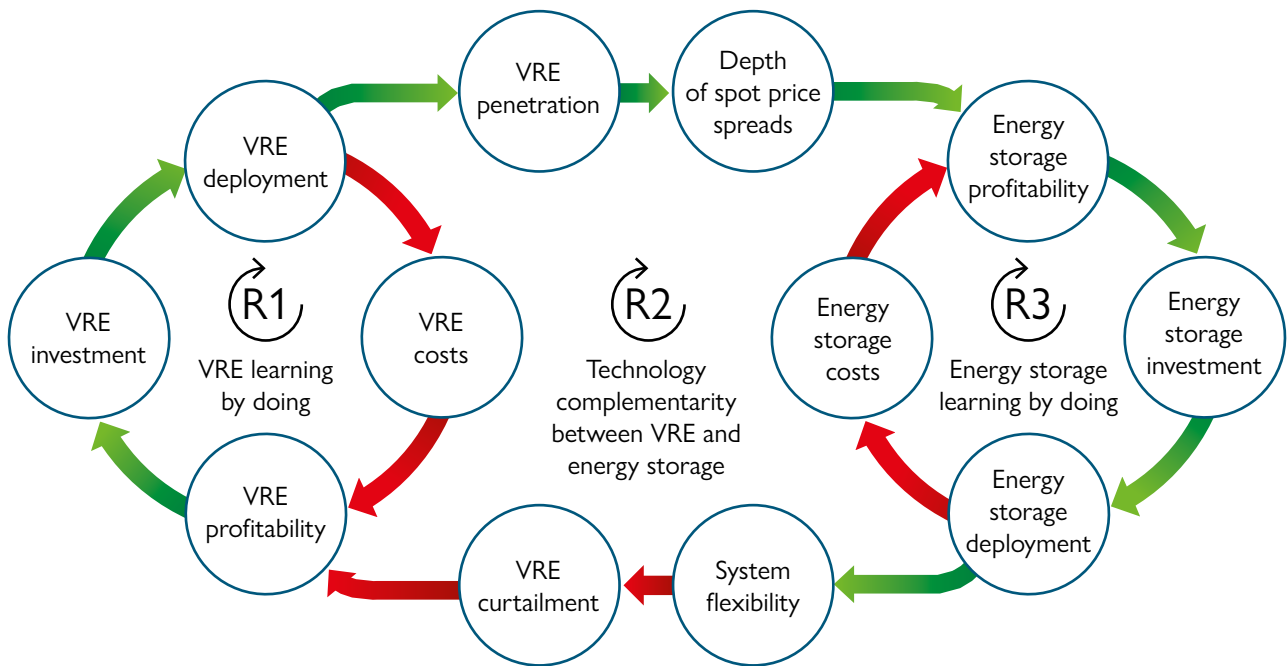 VRE
penetration
Depth
of spot price
spreads
VRE
deployment
Energy
storage
profitability
VRE
investment
R1
VRE learning
by doing
VRE
costs
R2
Technology
complementarity
between VRE and
energy storage
Energy
storage
costs
R3
Energy storage
learning by doing
Energy
storage
investment
VRE
profitability
Energy
storage
deployment
VRE
curtailment
System
flexibility